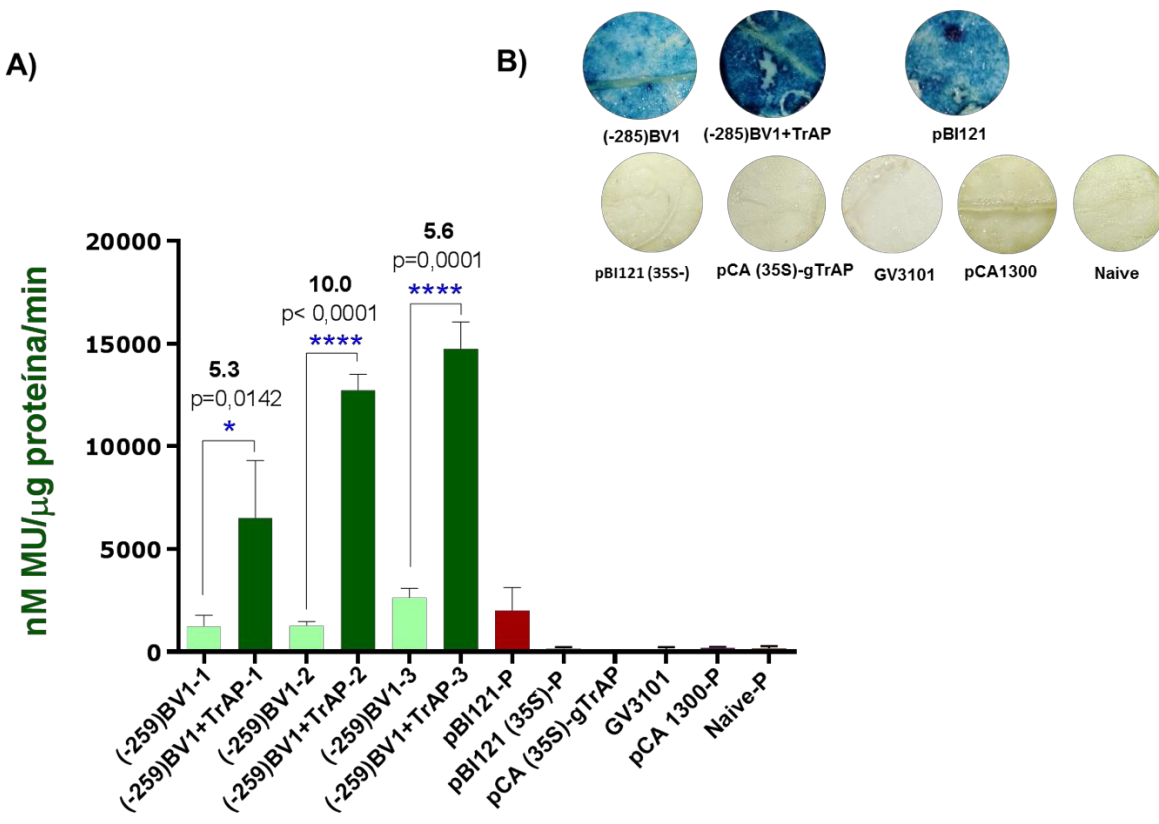 A)
B)
(-285)BV1
(-285)BV1+TrAP
pBI121
pBI121 (35S-)
pCA (35S)-gTrAP
GV3101
pCA1300
Naive
nM MU/µg proteína/min
20000
15000
10000
5000
0
5.3
p=0,0142
*
10.0
p< 0,0001
****
5.6
p=0,0001
****
(-259)BV1-1
(-259)BV1+TrAP-1
(-259)BV1-2
(-259)BV1+TrAP-2
(-259)BV1-3
(-259)BV1+TrAP-3
pBI121-P
pBI121 (35S)-P
pCA (35S)-gTrAP
GV3101
pCA 1300-P
Naive-P